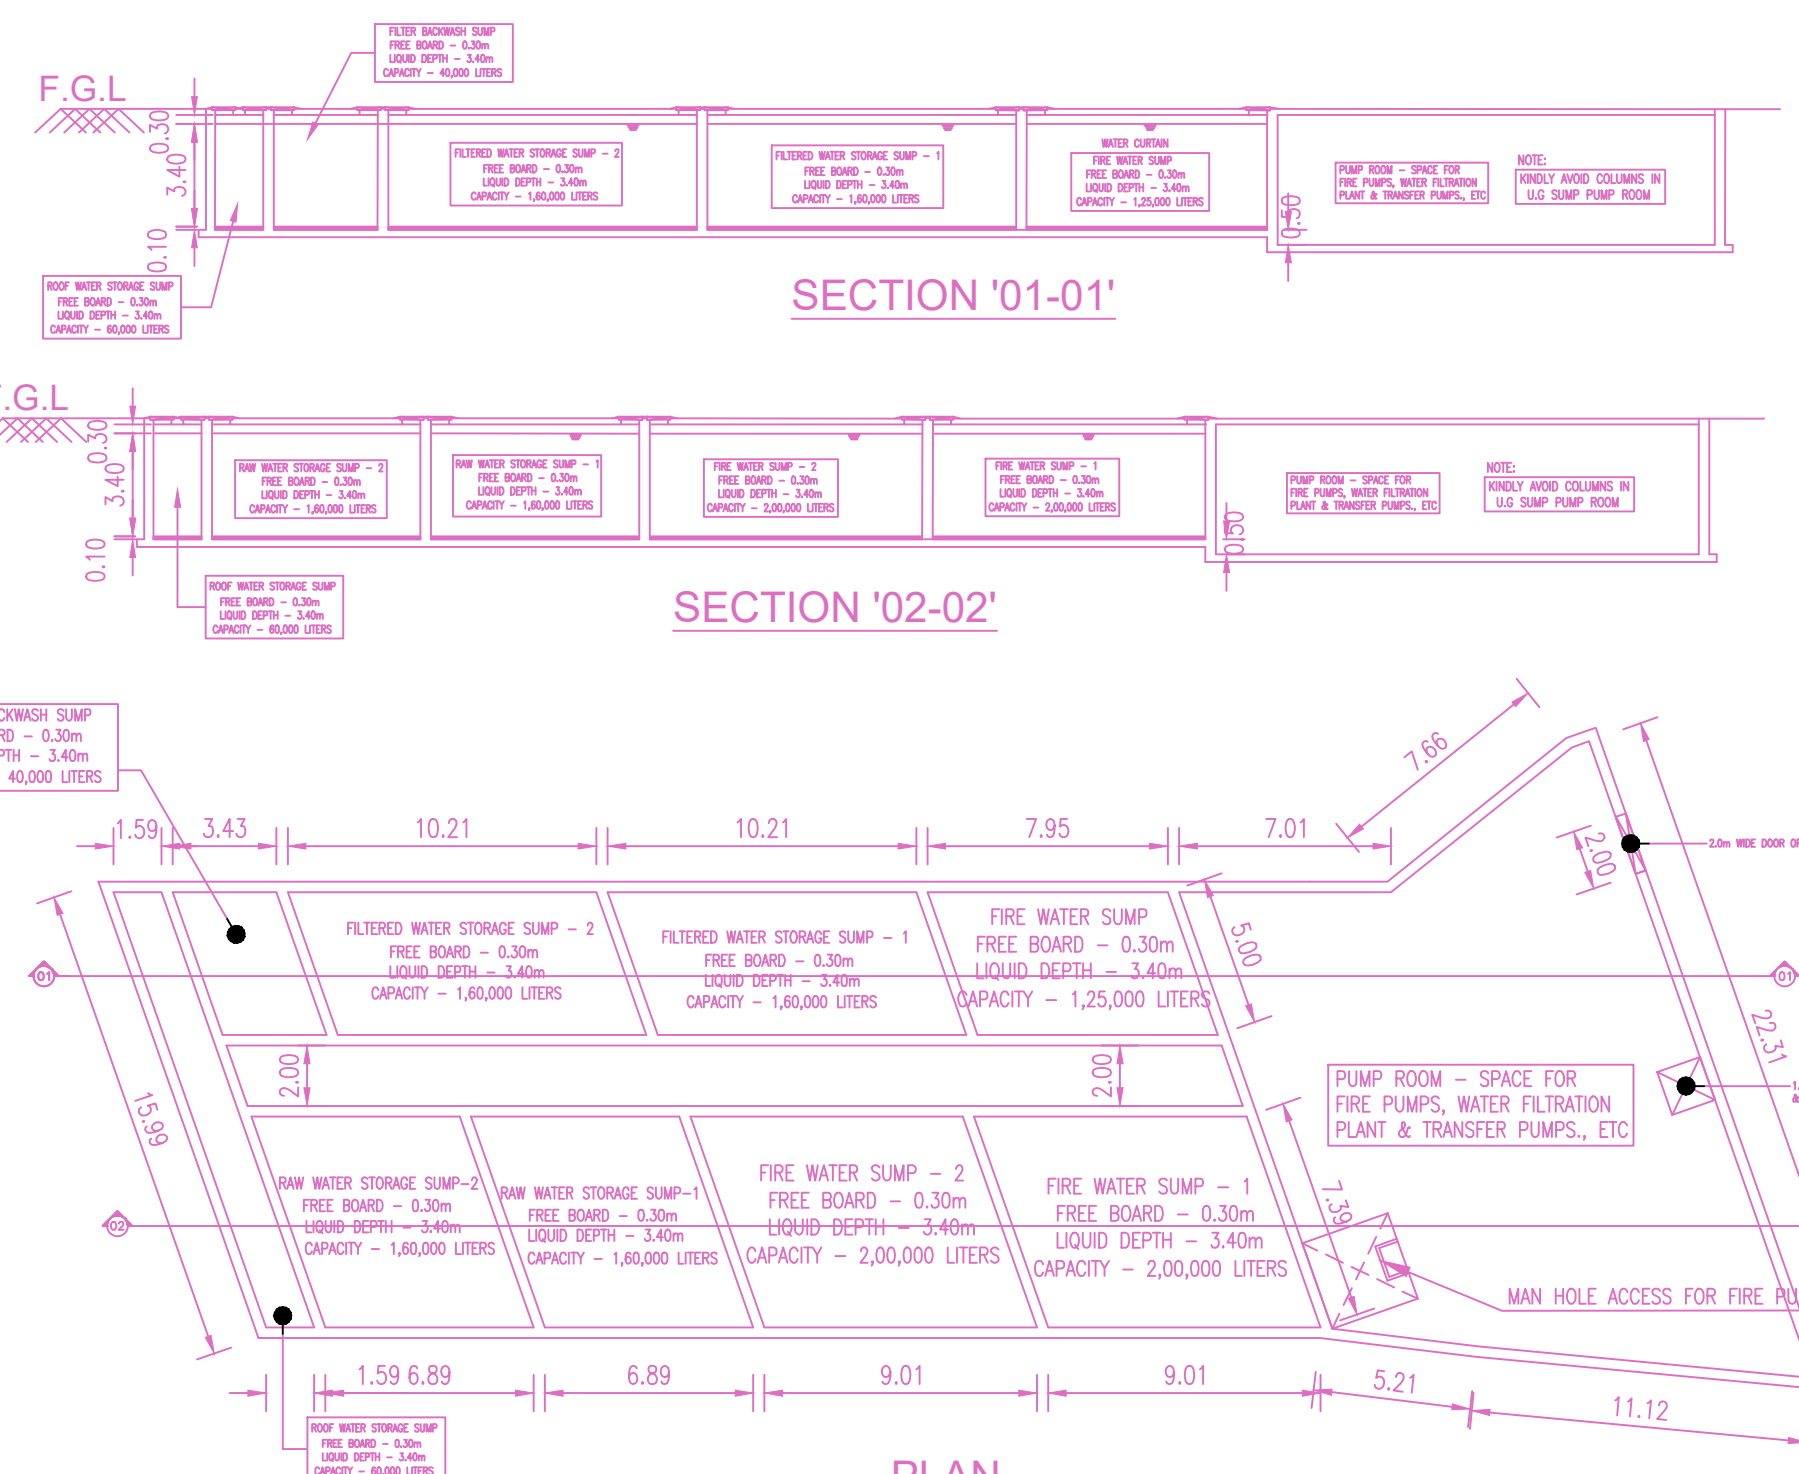 FILTER BACKWASH SUMP
FREE BOARD - 0.30m
LIQUID DEPTH - 3.40m
CAPACITY - 40,000 LITERS
F.G.L
0.30
3.40
0.10
FILTERED WATER STORAGE SUMP - 2
FREE BOARD - 0.30m
LIQUID DEPTH - 3.40m
CAPACITY - 1,60,000 LITERS
FILTERED WATER STORAGE SUMP - 1
FREE BOARD - 0.30m
LIQUID DEPTH - 3.40m
CAPACITY - 1,60,000 LITERS
WATER CURTAIN
FIRE WATER SUMP
FREE BOARD - 0.30m
LIQUID DEPTH - 3.40m
CAPACITY - 1,25,000 LITERS
0.50
PUMP ROOM - SPACE FOR
FIRE PUMPS, WATER FILTRATION
PLANT & TRANSFER PUMPS., ETC
NOTE:
KINDLY AVOID COLUMNS IN
U.G SUMP PUMP ROOM
ROOF WATER STORAGE SUMP
FREE BOARD - 0.30m
LIQUID DEPTH - 3.40m
CAPACITY - 60,000 LITERS
SECTION '01-01'
.G.L
0.30
3.40
0.10
RAW WATER STORAGE SUMP - 2
FREE BOARD - 0.30m
LIQUID DEPTH - 3.40m
CAPACITY - 1,60,000 LITERS
RAW WATER STORAGE SUMP - 1
FREE BOARD - 0.30m
LIQUID DEPTH - 3.40m
CAPACITY - 1,60,000 LITERS
FIRE WATER SUMP - 2
FREE BOARD - 0.30m
LIQUID DEPTH - 3.40m
CAPACITY - 2,00,000 LITERS
FIRE WATER SUMP - 1
FREE BOARD - 0.30m
LIQUID DEPTH - 3.40m
CAPACITY - 2,00,000 LITERS
0.50
PUMP ROOM - SPACE FOR
FIRE PUMPS, WATER FILTRATION
PLANT & TRANSFER PUMPS., ETC
NOTE:
KINDLY AVOID COLUMNS IN
U.G SUMP PUMP ROOM
ROOF WATER STORAGE SUMP
FREE BOARD - 0.30m
LIQUID DEPTH - 3.40m
CAPACITY - 60,000 LITERS
SECTION '02-02'
CKWASH SUMP
RD - 0.30m
PTH - 3.40m
40,000 LITERS
7.66
1.59
3.43
10.21
10.21
7.95
7.01
2.00
2.0m WIDE DOOR OF
FILTERED WATER STORAGE SUMP - 2
FREE BOARD - 0.30m
LIQUID DEPTH - 3.40m
CAPACITY - 1,60,000 LITERS
FILTERED WATER STORAGE SUMP - 1
FREE BOARD - 0.30m
LIQUID DEPTH - 3.40m
CAPACITY - 1,60,000 LITERS
FIRE WATER SUMP
FREE BOARD - 0.30m
LIQUID DEPTH - 3.40m
CAPACITY - 1,25,000 LITERS
5.00
01
01
22.31
2.00
2.00
15.99
PUMP ROOM - SPACE FOR
FIRE PUMPS, WATER FILTRATION
PLANT & TRANSFER PUMPS., ETC
1.
&
RAW WATER STORAGE SUMP-2
FREE BOARD - 0.30m
LIQUID DEPTH - 3.40m
CAPACITY - 1,60,000 LITERS
RAW WATER STORAGE SUMP-1
FREE BOARD - 0.30m
LIQUID DEPTH - 3.40m
CAPACITY - 1,60,000 LITERS
FIRE WATER SUMP - 2
FREE BOARD - 0.30m
LIQUID DEPTH - 3.40m
CAPACITY - 2,00,000 LITERS
FIRE WATER SUMP - 1
FREE BOARD - 0.30m
LIQUID DEPTH - 3.40m
CAPACITY - 2,00,000 LITERS
7.39
02
MAN HOLE ACCESS FOR FIRE PU
1.59
6.89
6.89
9.01
9.01
5.21
11.12
ROOF WATER STORAGE SUMP
FREE BOARD - 0.30m
LIQUID DEPTH - 3.40m
CAPACITY - 60,000 LITERS
PLAN